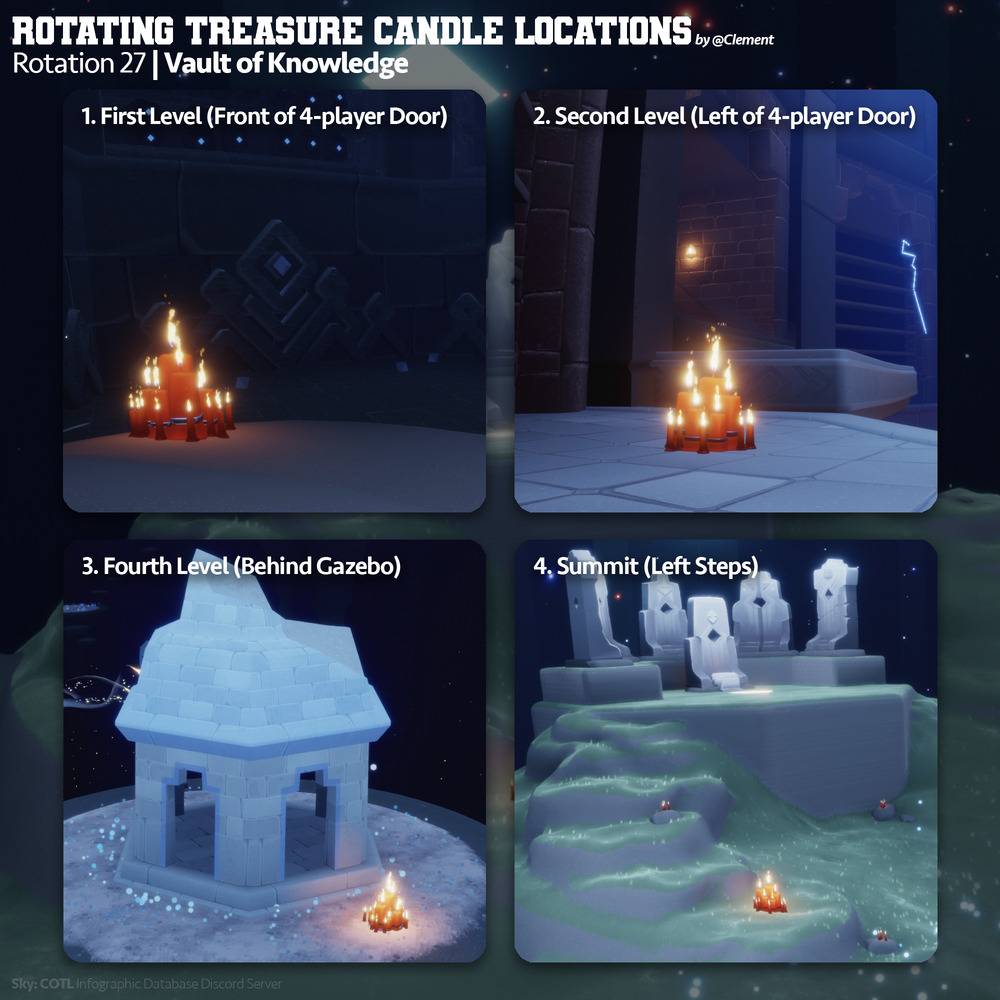 ROTATING TREASURE CANDLE LOCATIONS by @Clement
Rotation 27 | Vault of Knowledge
1. First Level (Front of 4-player Door)
2. Second Level (Left of 4-player Door)
3. Fourth Level (Behind Gazebo)
4. Summit (Left Steps)
Sky: COTL Infographic Database Discord Server